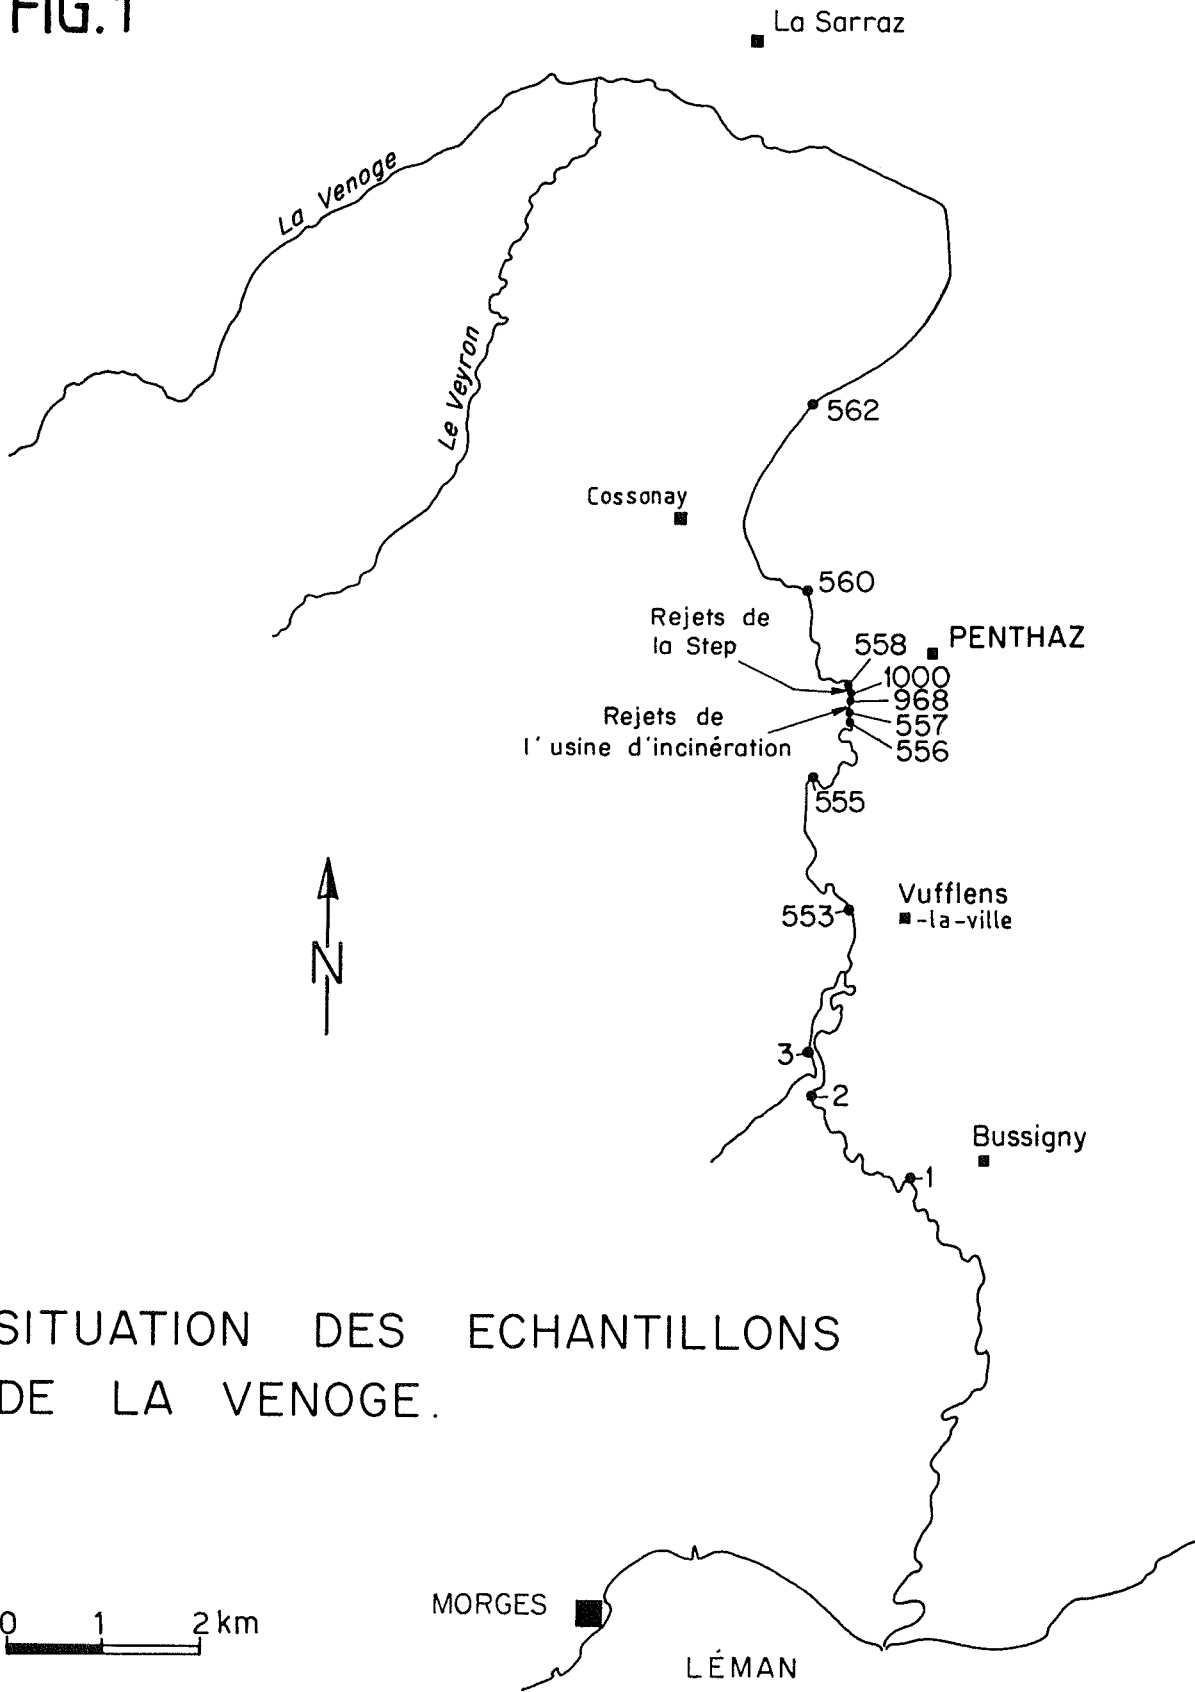 FIG. 1
La Sarraz
La Venoge
Le Veyron
562
Cossonay
560
Rejets de
la Step
558
PENTHAZ
1000
968
Rejets de
l'usine d'incinération
557
556
555
Vufflens
-la-ville
553
N
3
2
Bussigny
1
SITUATION DES ECHANTILLONS
DE LA VENOGE.
MORGES
0 1 2 km
LÉMAN